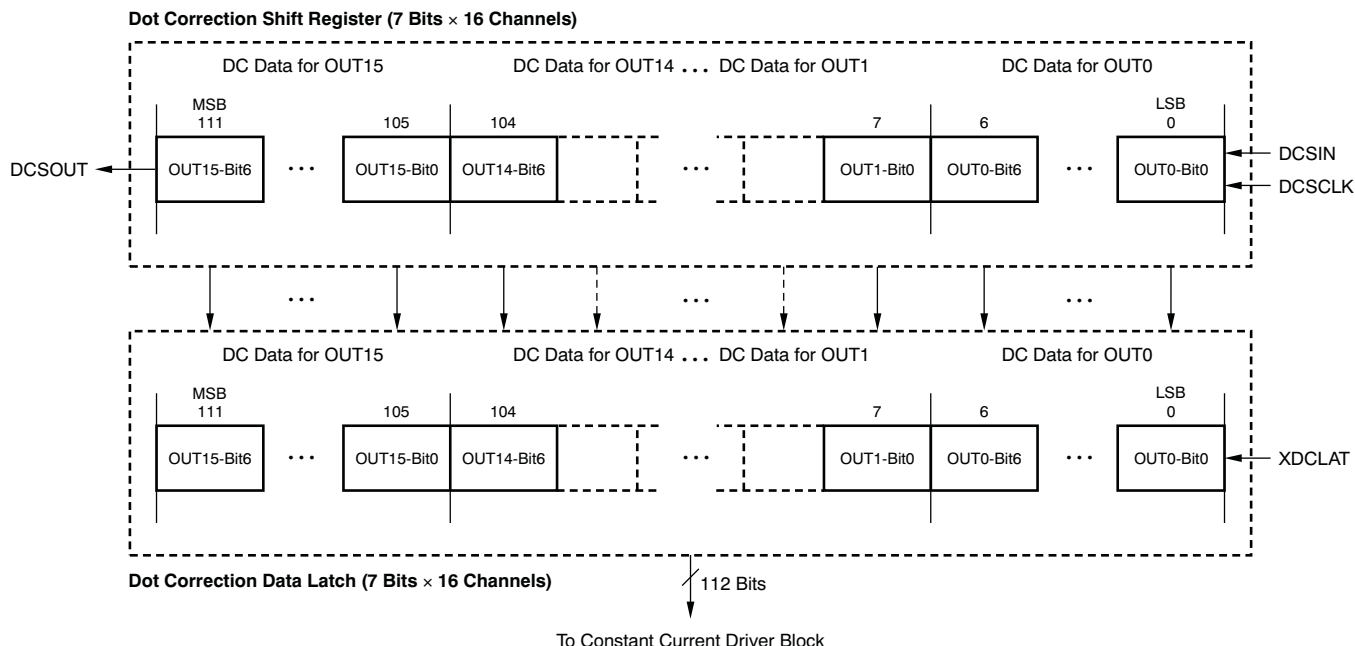 Dot Correction Shift Register (7 Bits × 16 Channels)
DC Data for OUT15
DC Data for OUT14 ... DC Data for OUT1
DC Data for OUT0
MSB
LSB
111
105
104
7
6
0
DCSOUT
OUT15-Bit6
...
OUT15-Bit0
OUT14-Bit6
...
OUT1-Bit0
OUT0-Bit6
...
OUT0-Bit0
DCSIN
DCSCLK
...
...
...
DC Data for OUT15
DC Data for OUT14 ... DC Data for OUT1
DC Data for OUT0
MSB
LSB
111
105
104
7
6
0
OUT15-Bit6
...
OUT15-Bit0
OUT14-Bit6
...
OUT1-Bit0
OUT0-Bit6
...
OUT0-Bit0
XDCLAT
Dot Correction Data Latch (7 Bits × 16 Channels)
112 Bits
To Constant Current Driver Block